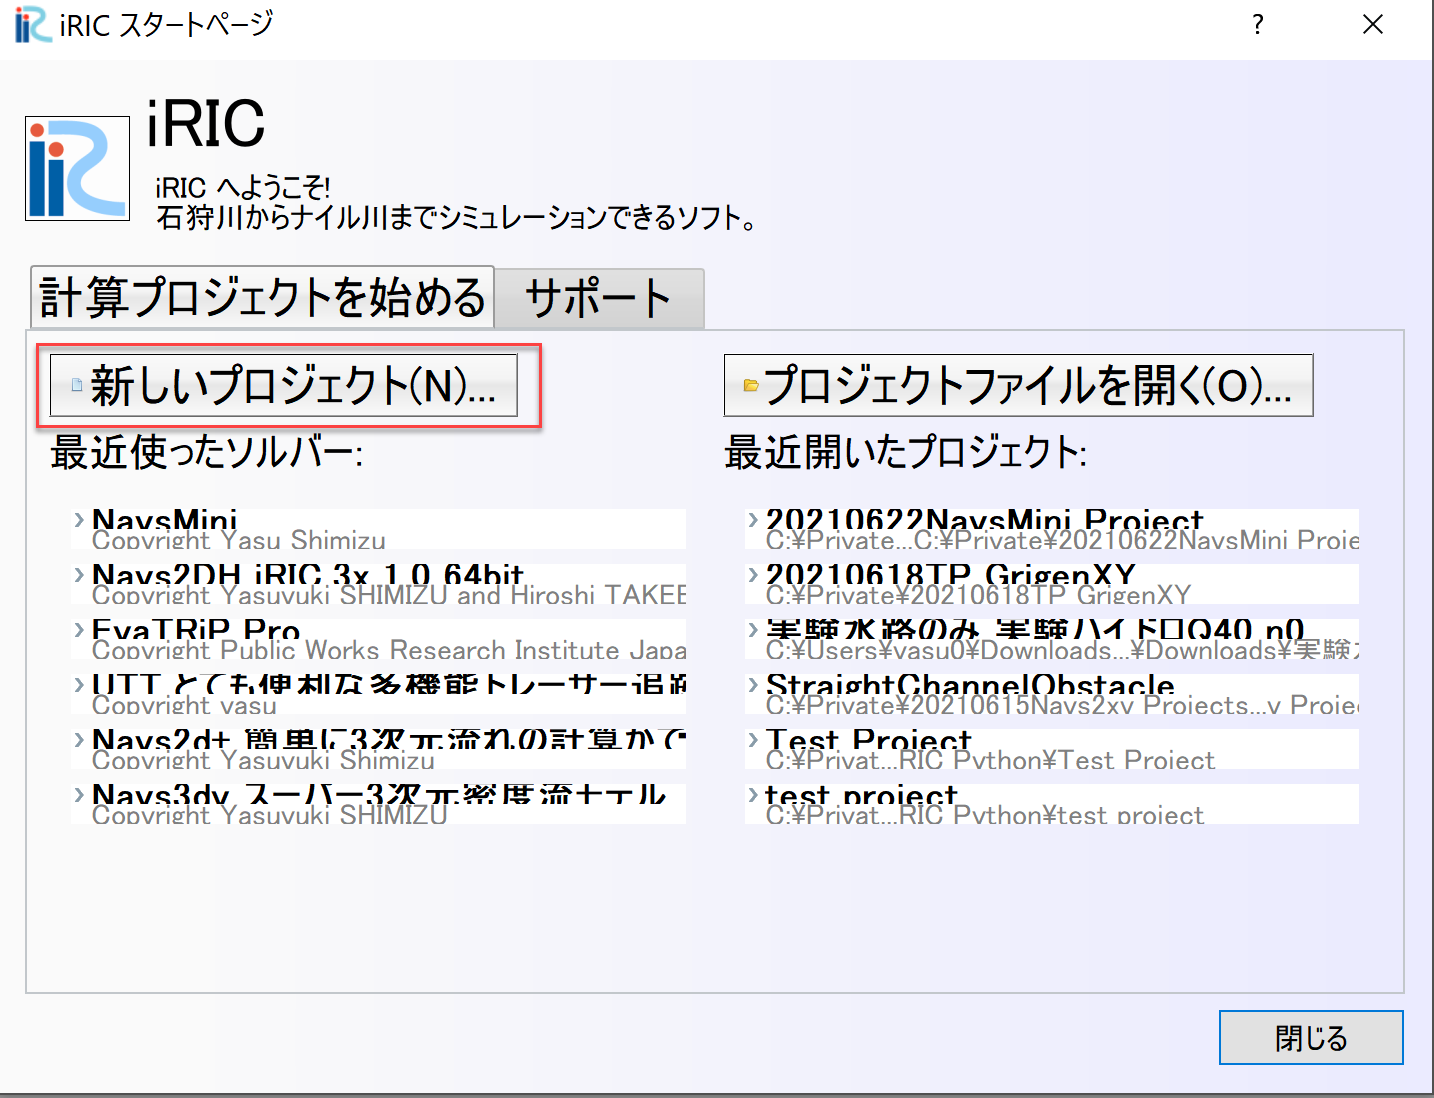 iRIC スタートページ
?
iRIC
iRIC へようこそ!
石狩川からナイル川までシミュレーションできるソフト。
計算プロジェクトを始める
サポート
新しいプロジェクト(N)...
プロジェクトファイルを開く(O)...
最近使ったソルバー:
NaysMini
Copyright Yasu Shimizu
Nays2DH iRIC 3x 1.0 64bit
Copyright Yasuyuki SHIMIZU and Hiroshi TAKEE
EvaTRiP Pro
Copyright Public Works Research Institute Japa
UTT とても便利な多機能トレーサー追跡
Copyright yasu
Nays2d+ 簡単に3次元流れの計算がで
Copyright Yasuyuki Shimizu
Nays3dv スーパー3次元密度流モデル
Copyright Yasuyuki SHIMIZU
最近開いたプロジェクト:
20210622NaysMini Project
C:¥Private...C:¥Private¥20210622NaysMini Proje
20210618TP GrigenXY
C:¥Private¥20210618TP GrigenXY
実験水路のみ 実験ハイドロQ40 n0
C:¥Users¥yasu0¥Downloads...¥Downloads¥実験
StraightChannelObstacle
C:¥Private¥20210615Nays2xy Projects...y Projec
Test Project
C:¥Privat...RIC Python¥Test Project
test project
C:¥Privat...RIC Python¥test project
閉じる